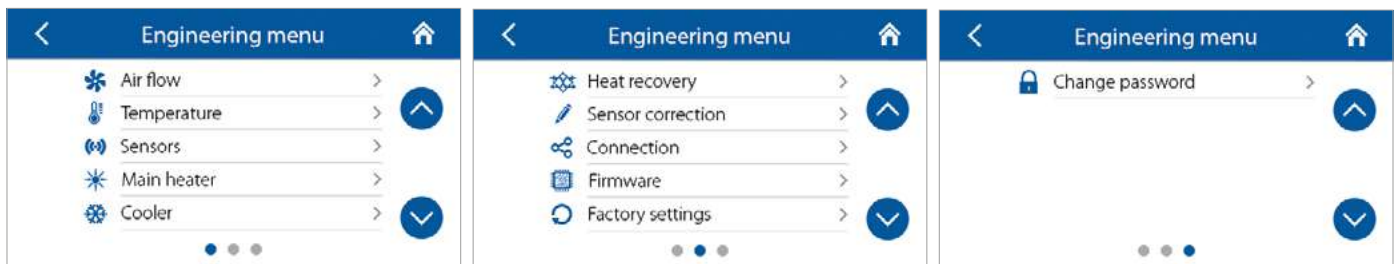 Engineering menu
Air flow
Temperature
Sensors
Main heater
Cooler
Engineering menu
Heat recovery
Sensor correction
Connection
Firmware
Factory settings
Engineering menu
Change password